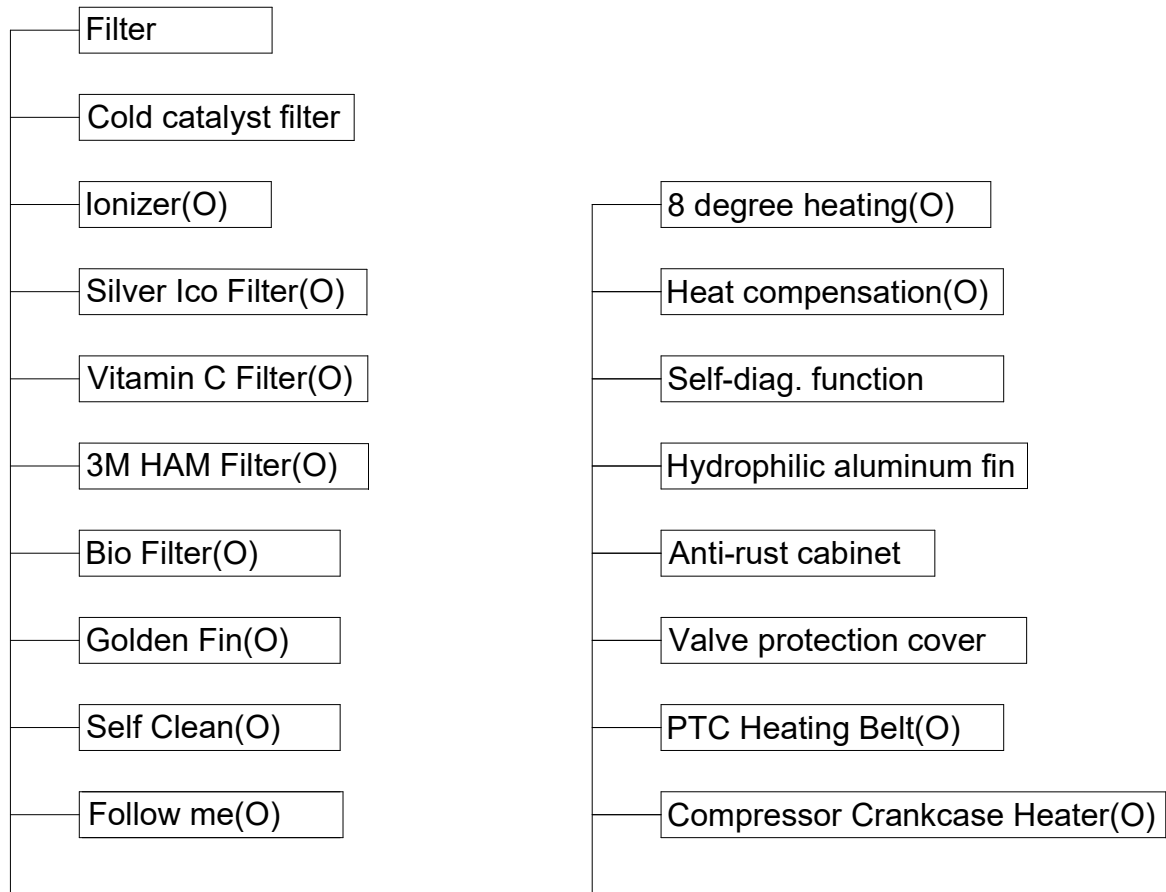 Filter
Cold catalyst filter
Ionizer(O)
Silver Ico Filter(O)
Vitamin C Filter(O)
3M HAM Filter(O)
Bio Filter(O)
Golden Fin(O)
Self Clean(O)
Follow me(O)
8 degree heating(O)
Heat compensation(O)
Self-diag. function
Hydrophilic aluminum fin
Anti-rust cabinet
Valve protection cover
PTC Heating Belt(O)
Compressor Crankcase Heater(O)